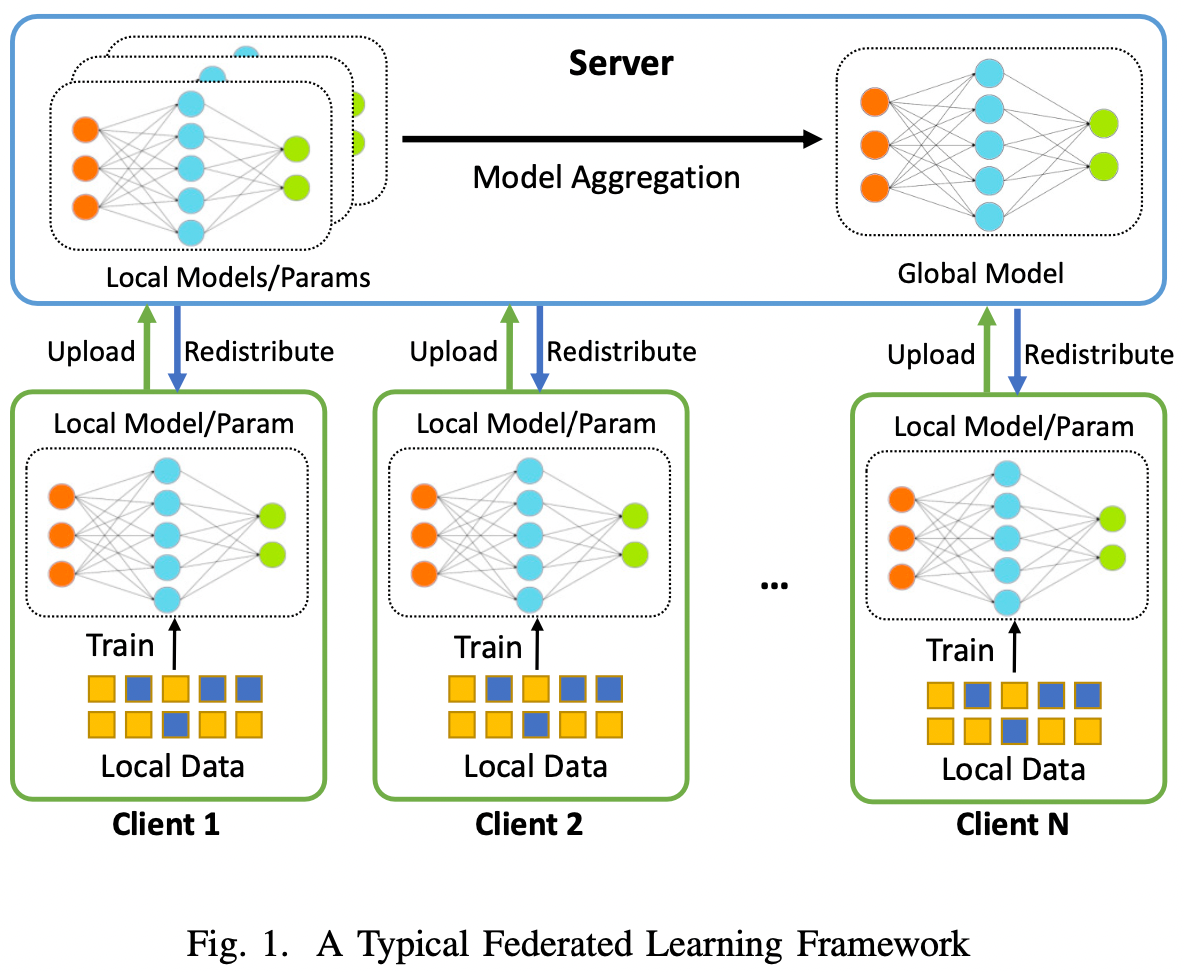 Server
Model Aggregation
Local Models/Params
Global Model
Upload
Redistribute
Upload
Redistribute
Upload
Redistribute
Local Model/Param
Train
Local Data
Client 1
Local Model/Param
Train
Local Data
Client 2
...
Local Model/Param
Train
Local Data
Client N
Fig. 1. A Typical Federated Learning Framework